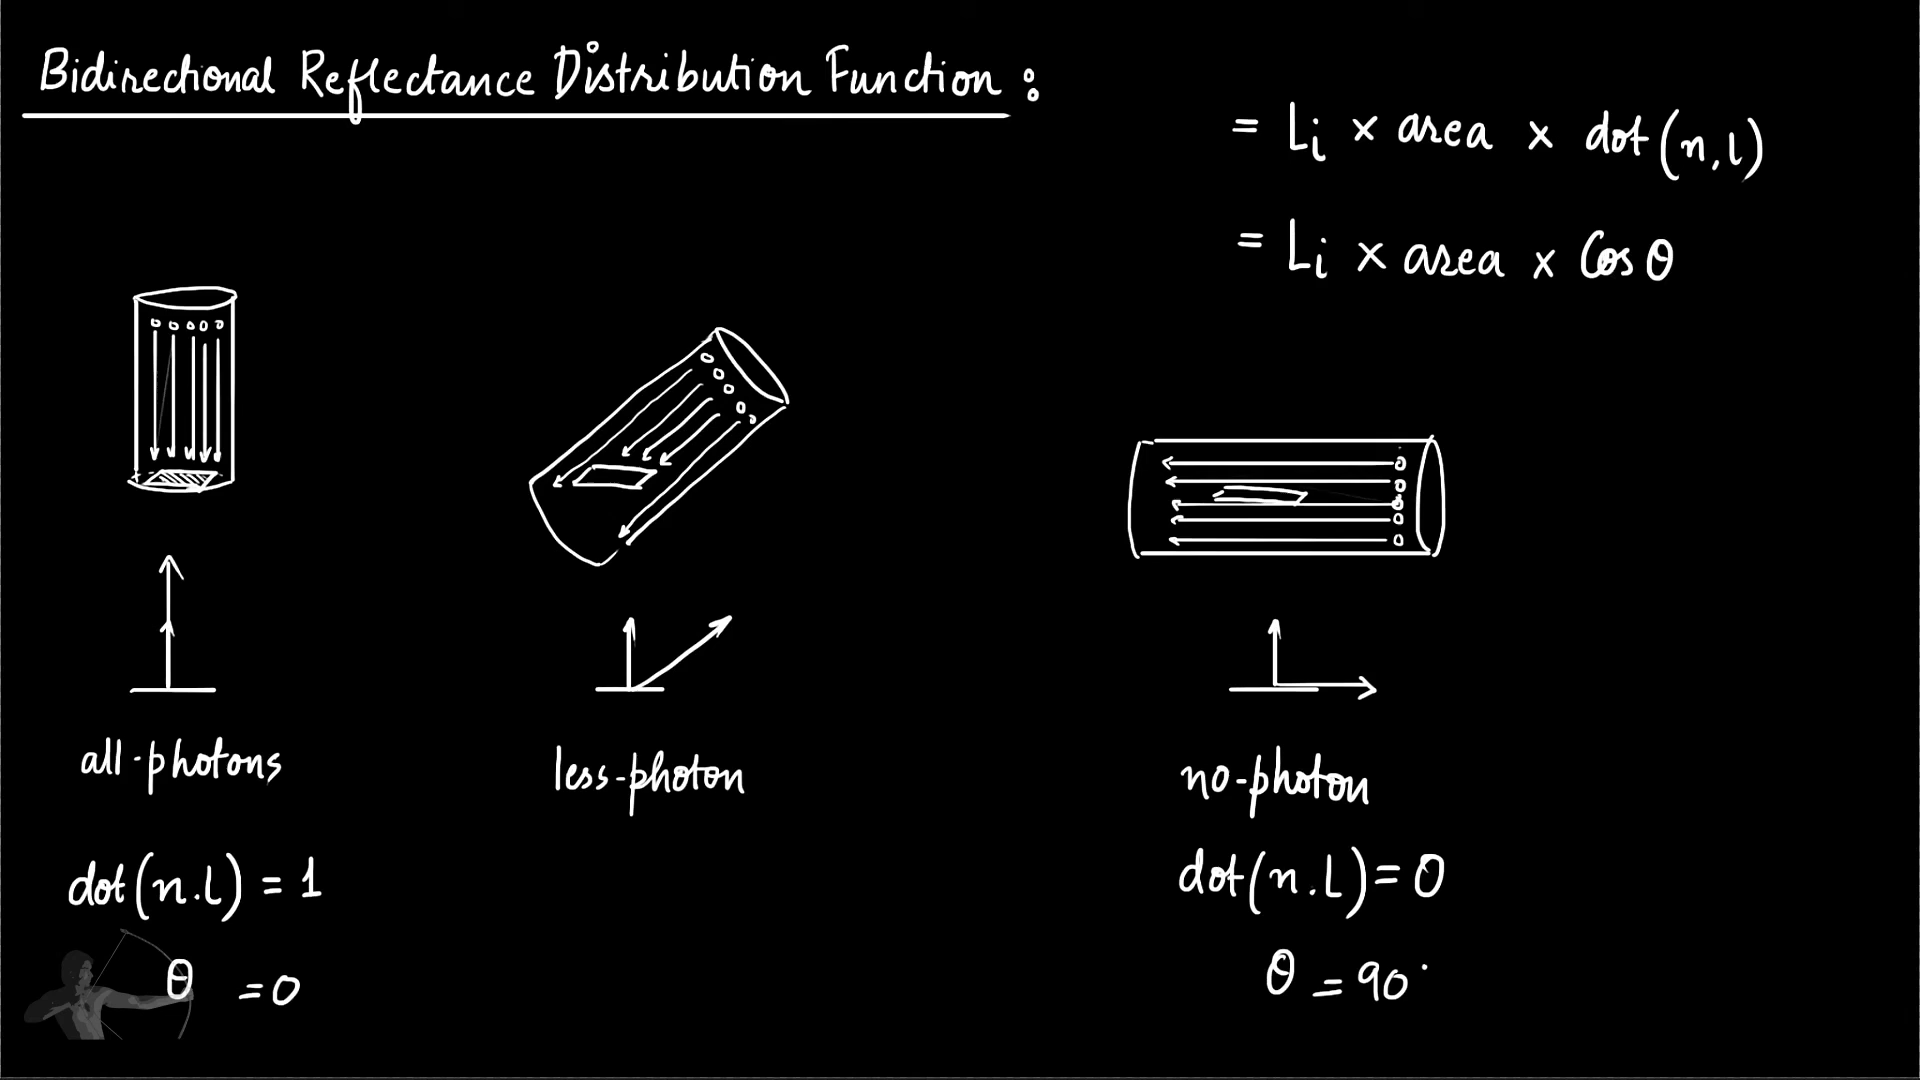 Bidirectional Reflectance Distribution Function :
= Li × area × dot(n,l)
= Li × area × Cos θ
all-photons
less-photon
no-photon
dot(n.l) = 1
dot(n.L) = 0
θ = 0
θ = 90°